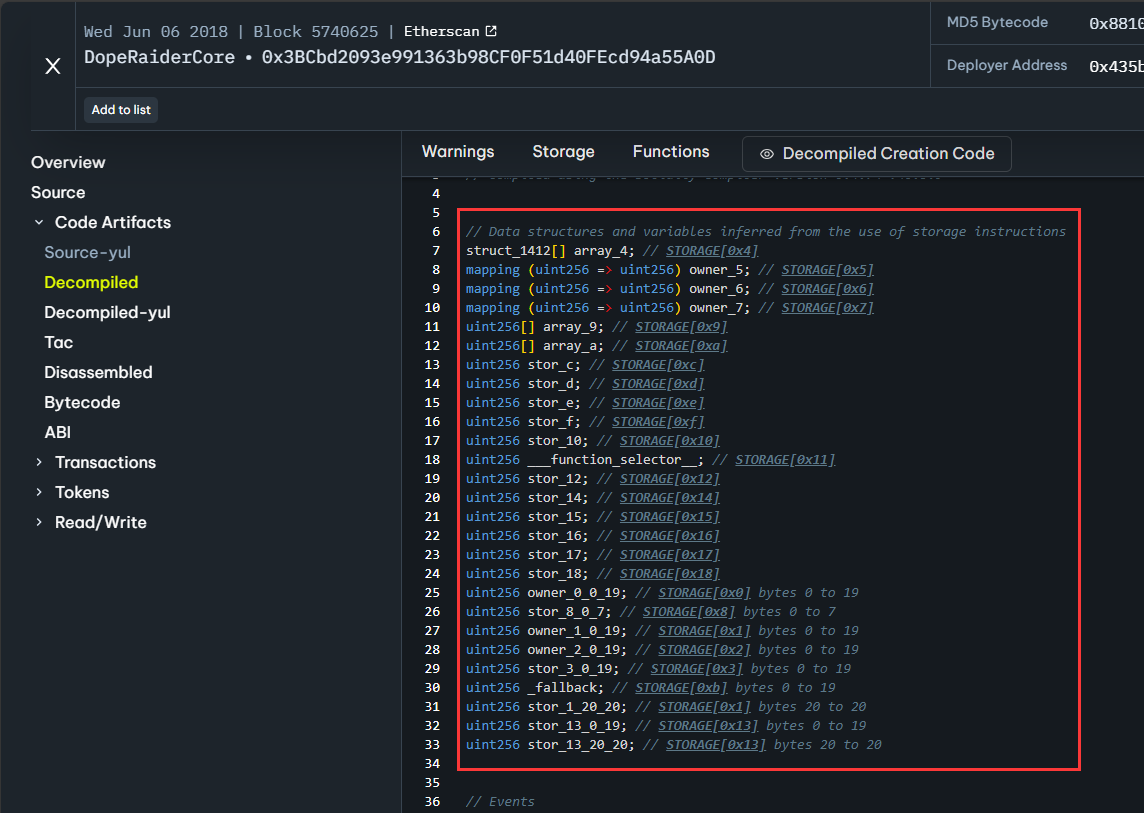 Wed Jun 06 2018 | Block 5740625 | Etherscan
DopeRaiderCore • 0x3BCbd2093e991363b98CF0F51d40FEcd94a55A0D
MD5 Bytecode 0x8810
Deployer Address 0x435b
Add to list
Overview
Source
Code Artifacts
Source-yul
Decompiled
Decompiled-yul
Tac
Disassembled
Bytecode
ABI
Transactions
Tokens
Read/Write
Warnings Storage Functions Decompiled Creation Code
4
5
6 // Data structures and variables inferred from the use of storage instructions
7 struct_1412[] array_4; // STORAGE[0x4]
8 mapping (uint256 => uint256) owner_5; // STORAGE[0x5]
9 mapping (uint256 => uint256) owner_6; // STORAGE[0x6]
10 mapping (uint256 => uint256) owner_7; // STORAGE[0x7]
11 uint256[] array_9; // STORAGE[0x9]
12 uint256[] array_a; // STORAGE[0xa]
13 uint256 stor_c; // STORAGE[0xc]
14 uint256 stor_d; // STORAGE[0xd]
15 uint256 stor_e; // STORAGE[0xe]
16 uint256 stor_f; // STORAGE[0xf]
17 uint256 stor_10; // STORAGE[0x10]
18 uint256 ___function_selector__; // STORAGE[0x11]
19 uint256 stor_12; // STORAGE[0x12]
20 uint256 stor_14; // STORAGE[0x14]
21 uint256 stor_15; // STORAGE[0x15]
22 uint256 stor_16; // STORAGE[0x16]
23 uint256 stor_17; // STORAGE[0x17]
24 uint256 stor_18; // STORAGE[0x18]
25 uint256 owner_0_0_19; // STORAGE[0x0] bytes 0 to 19
26 uint256 stor_8_0_7; // STORAGE[0x8] bytes 0 to 7
27 uint256 owner_1_0_19; // STORAGE[0x1] bytes 0 to 19
28 uint256 owner_2_0_19; // STORAGE[0x2] bytes 0 to 19
29 uint256 stor_3_0_19; // STORAGE[0x3] bytes 0 to 19
30 uint256 _fallback; // STORAGE[0xb] bytes 0 to 19
31 uint256 stor_1_20_20; // STORAGE[0x1] bytes 20 to 20
32 uint256 stor_13_0_19; // STORAGE[0x13] bytes 0 to 19
33 uint256 stor_13_20_20; // STORAGE[0x13] bytes 20 to 20
34
35
36 // Events